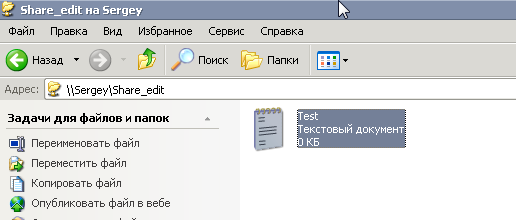 Share_edit на Sergey
Файл Правка Вид Избранное Сервис Справка
Назад Поиск Папки
Адрес: \\Sergey\Share_edit
Задачи для файлов и папок
Переименовать файл
Переместить файл
Копировать файл
Опубликовать файл в вебе
Test
Текстовый документ
0 КБ